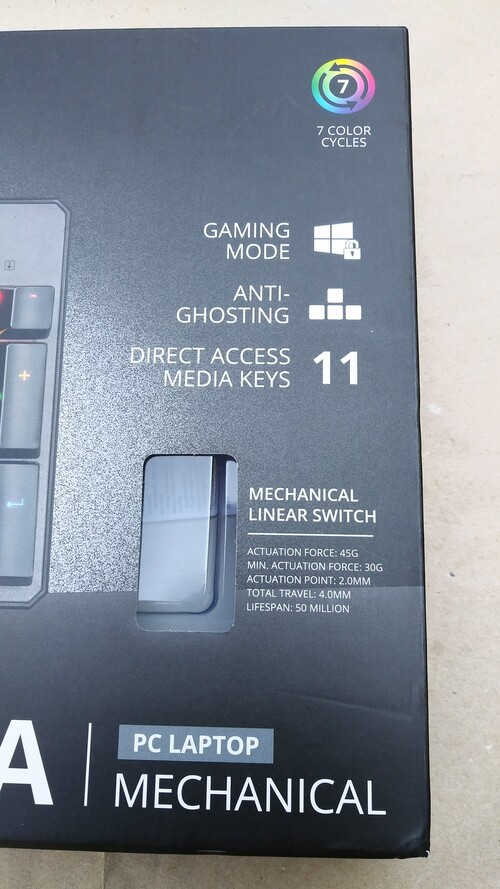 7
7 COLOR
CYCLES
GAMING
MODE
ANTI-
GHOSTING
DIRECT ACCESS
MEDIA KEYS
11
-
+
MECHANICAL
LINEAR SWITCH
ACTUATION FORCE: 45G
MIN. ACTUATION FORCE: 30G
ACTUATION POINT: 2.0MM
TOTAL TRAVEL: 4.0MM
LIFESPAN: 50 MILLION
A
PC LAPTOP
MECHANICAL